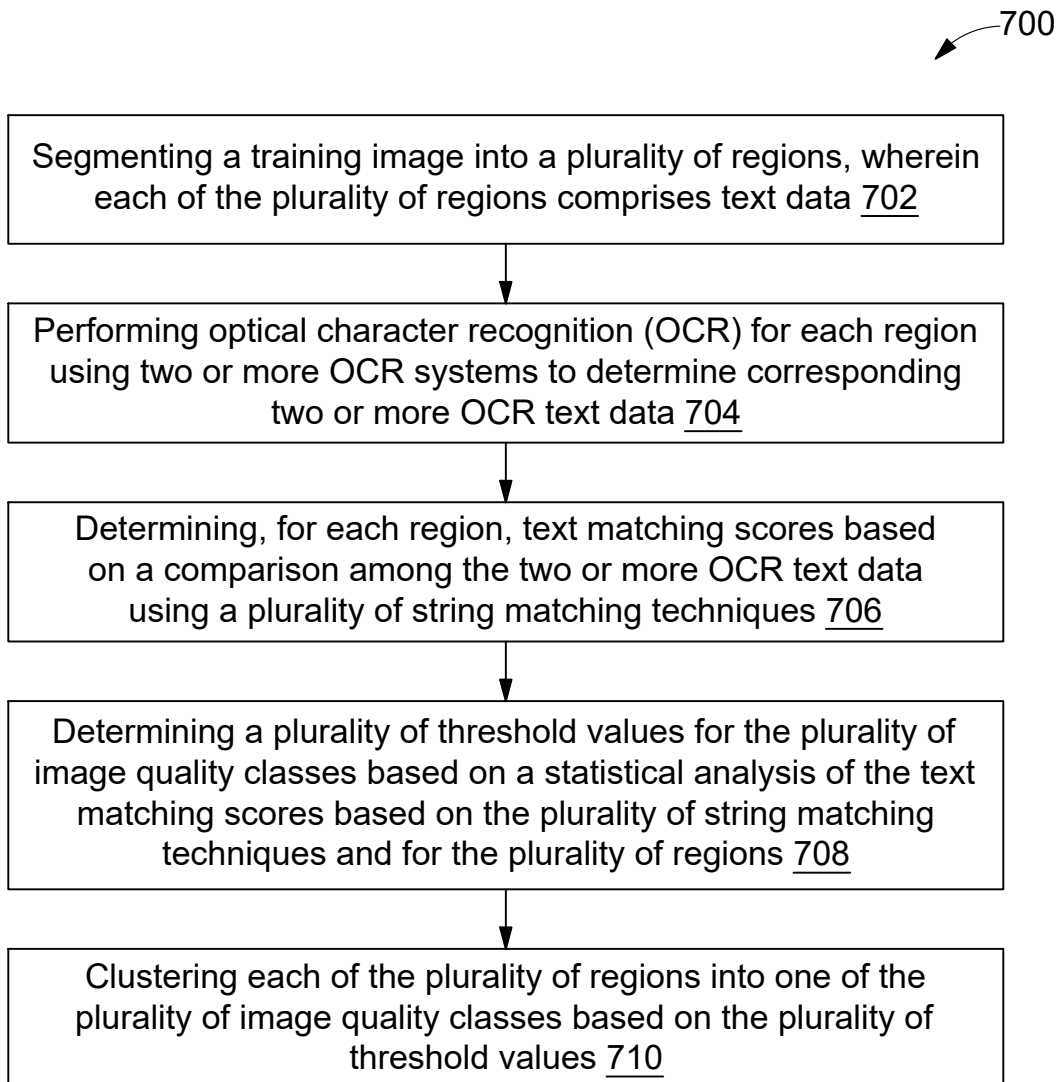 700
Segmenting a training image into a plurality of regions, wherein
each of the plurality of regions comprises text data 702
Performing optical character recognition (OCR) for each region
using two or more OCR systems to determine corresponding
two or more OCR text data 704
Determining, for each region, text matching scores based
on a comparison among the two or more OCR text data
using a plurality of string matching techniques 706
Determining a plurality of threshold values for the plurality of
image quality classes based on a statistical analysis of the text
matching scores based on the plurality of string matching
techniques and for the plurality of regions 708
Clustering each of the plurality of regions into one of the
plurality of image quality classes based on the plurality of
threshold values 710